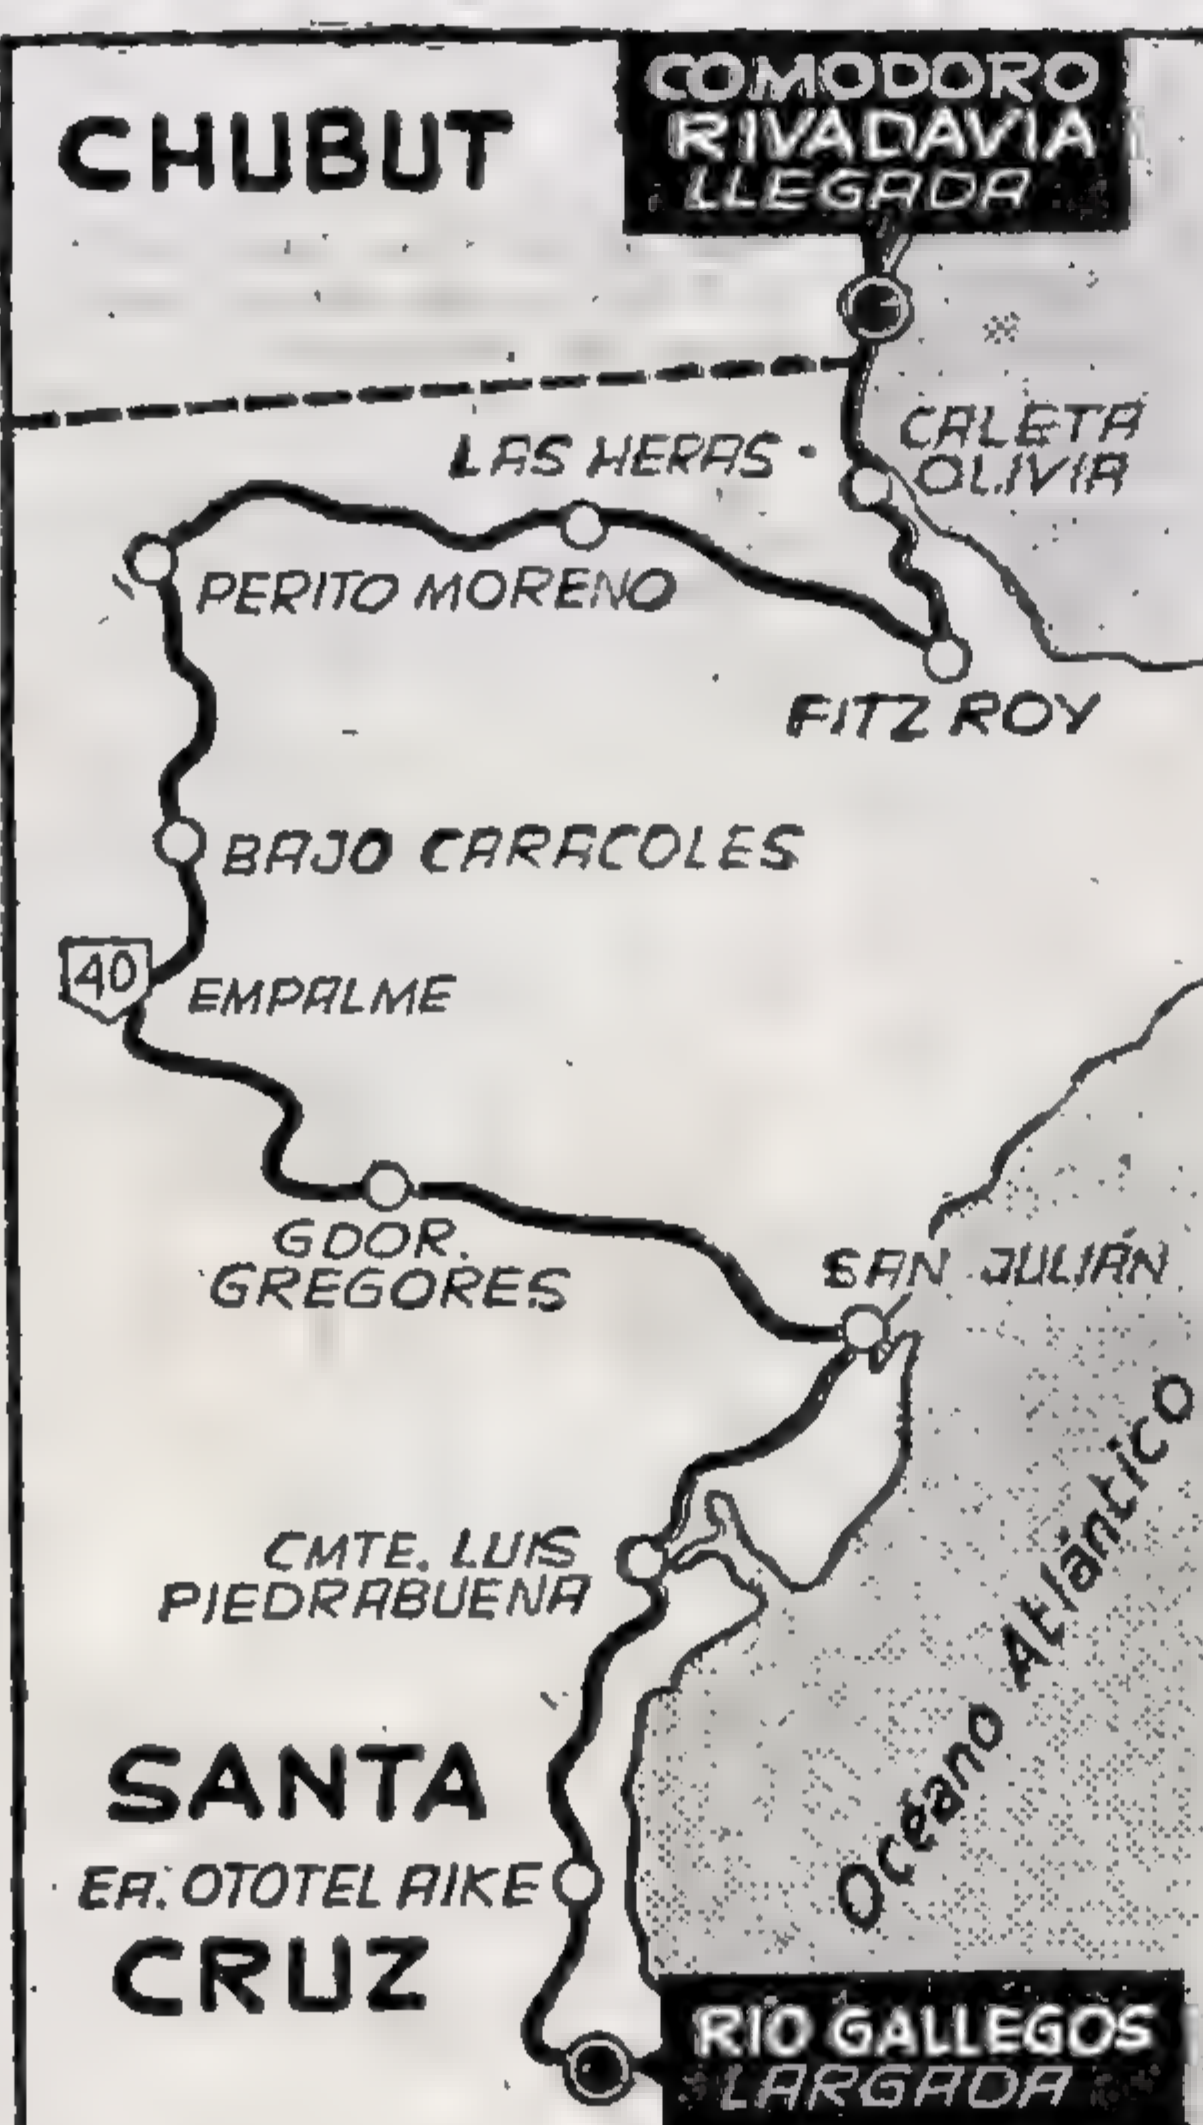 COMODORO
RIVADAVIA
LLEGADA
CHUBUT
CALETA
OLIVIA
LAS HERAS
PERITO MORENO
FITZ ROY
BAJO CARACOLES
40
EMPALME
GDOR.
GREGORES
SAN JULIÁN
Océano Atlántico
CMTE. LUIS
PIEDRABUENA
SANTA
EA. OTOTEL AIKE
CRUZ
RIO GALLEGOS
LARGADA